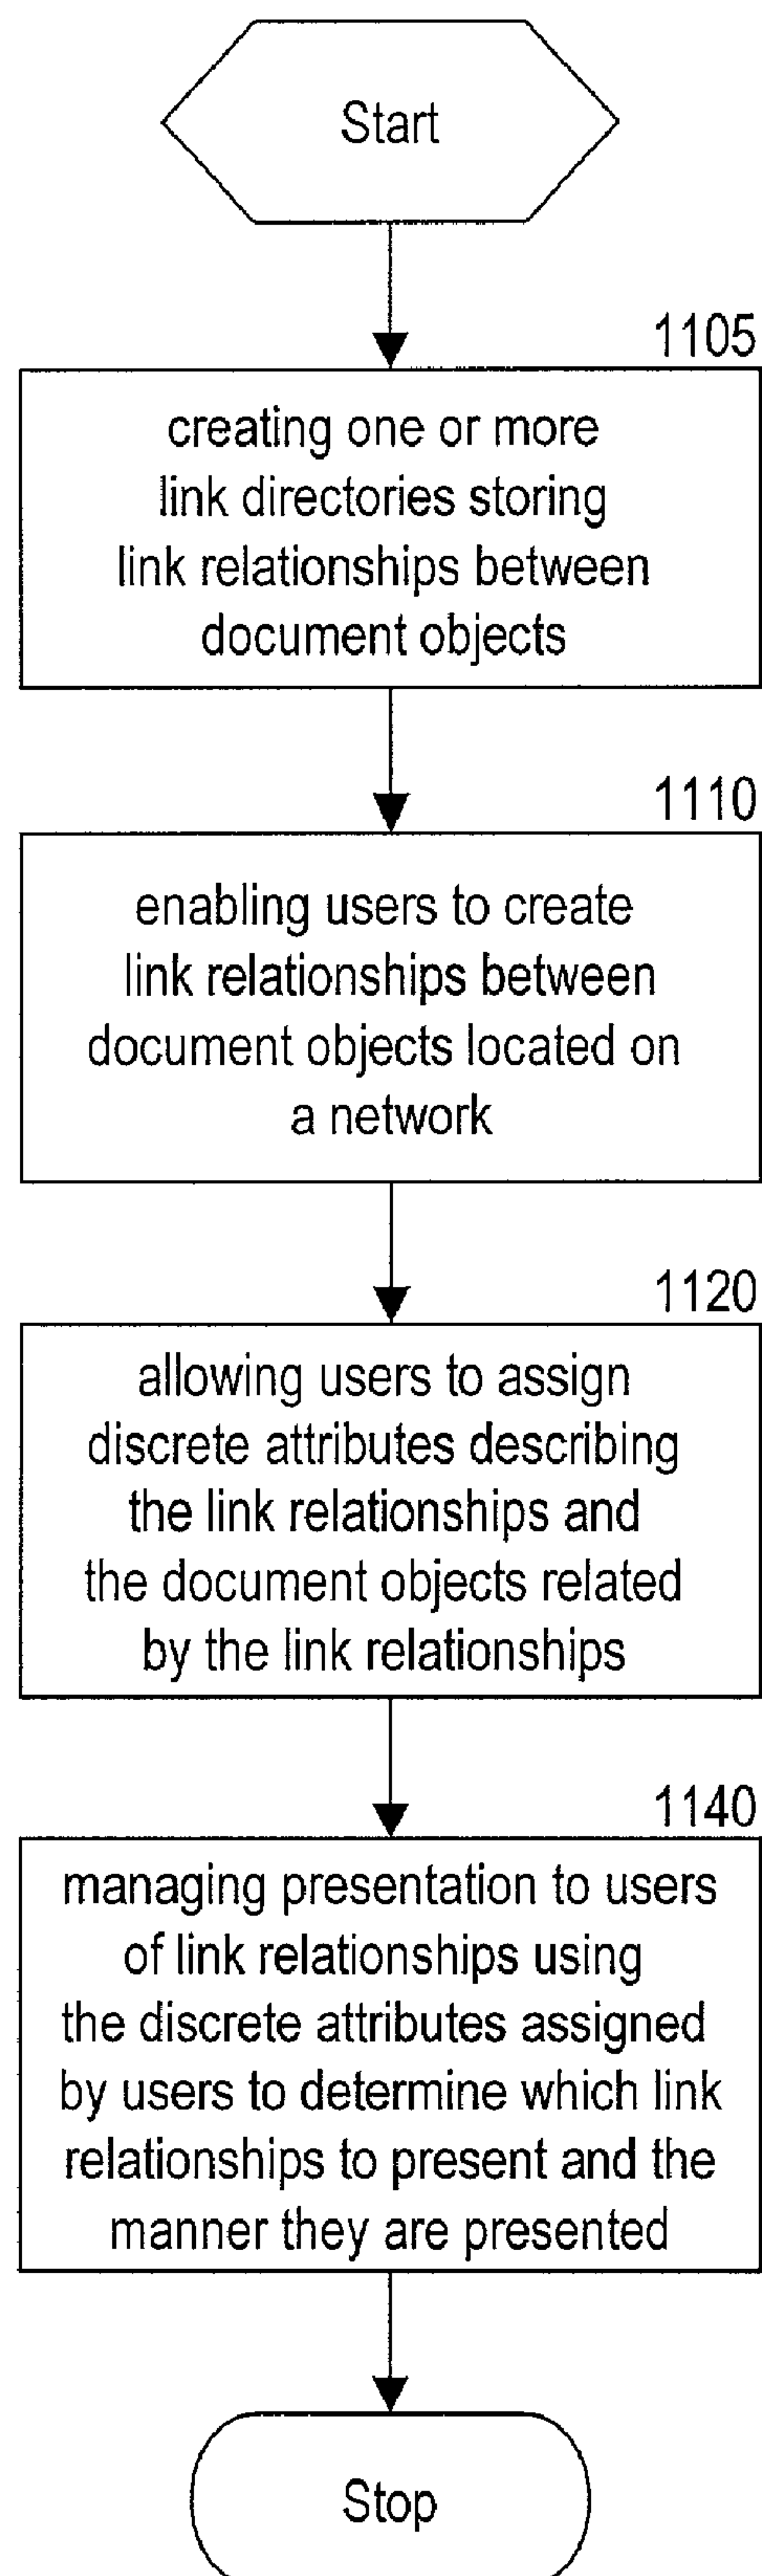 Start
1105
creating one or more
link directories storing
link relationships between
document objects
1110
enabling users to create
link relationships between
document objects located on
a network
1120
allowing users to assign
discrete attributes describing
the link relationships and
the document objects related
by the link relationships
1140
managing presentation to users
of link relationships using
the discrete attributes assigned
by users to determine which link
relationships to present and the
manner they are presented
Stop